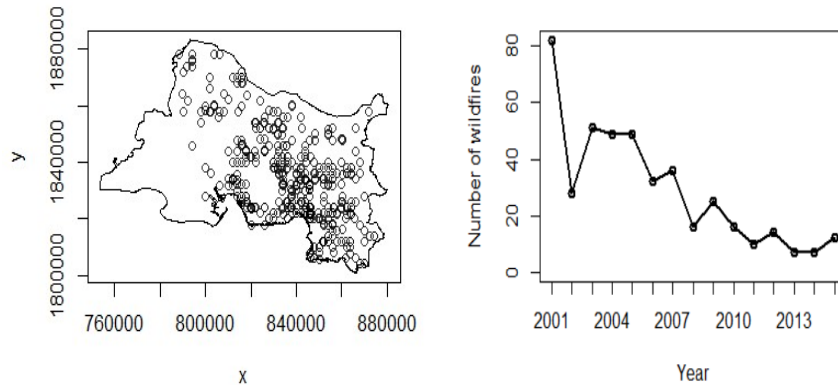 y
1800000 1840000 1880000
760000 800000 840000 880000
x
Number of wildfires
0 20 40 60 80
2001 2004 2007 2010 2013
Year